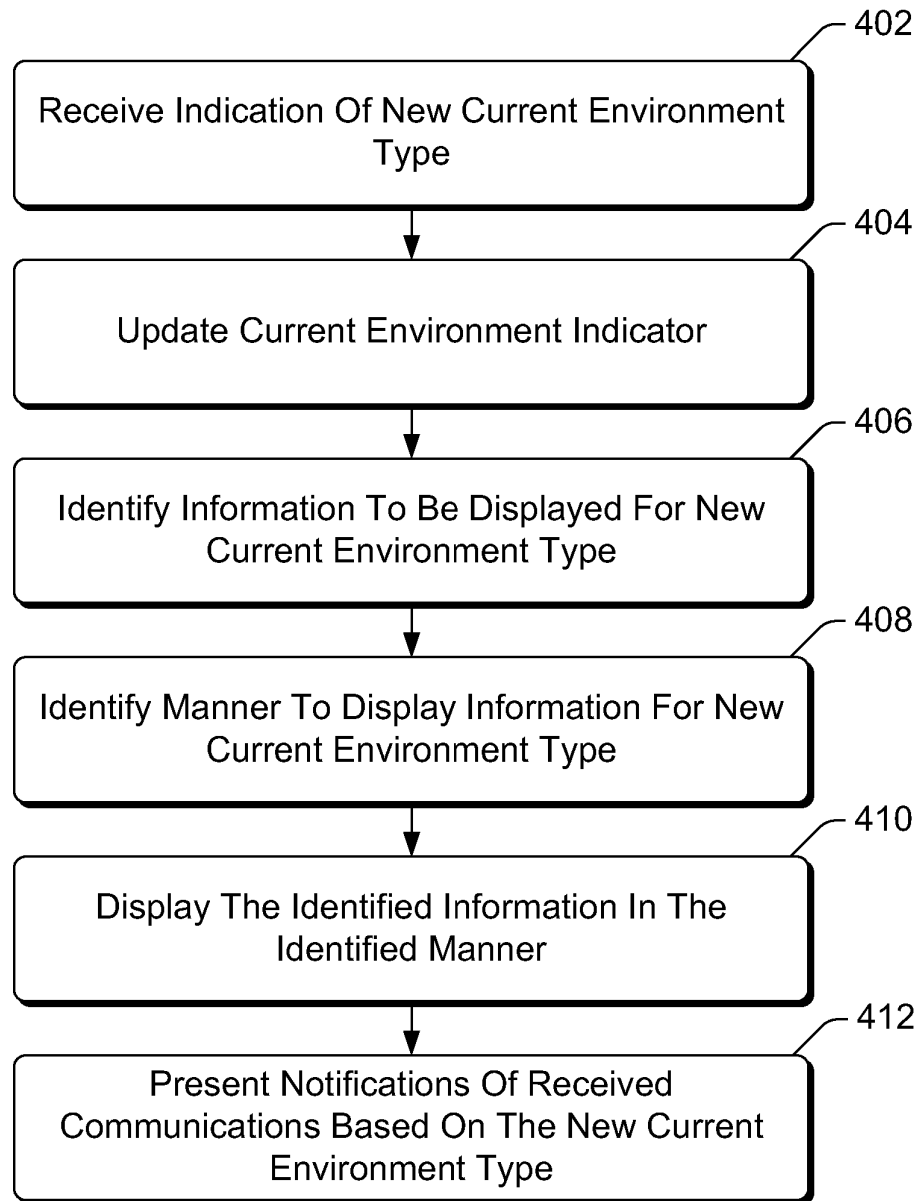 402
Receive Indication Of New Current Environment
Type
404
Update Current Environment Indicator
406
Identify Information To Be Displayed For New
Current Environment Type
408
Identify Manner To Display Information For New
Current Environment Type
410
Display The Identified Information In The
Identified Manner
412
Present Notifications Of Received
Communications Based On The New Current
Environment Type